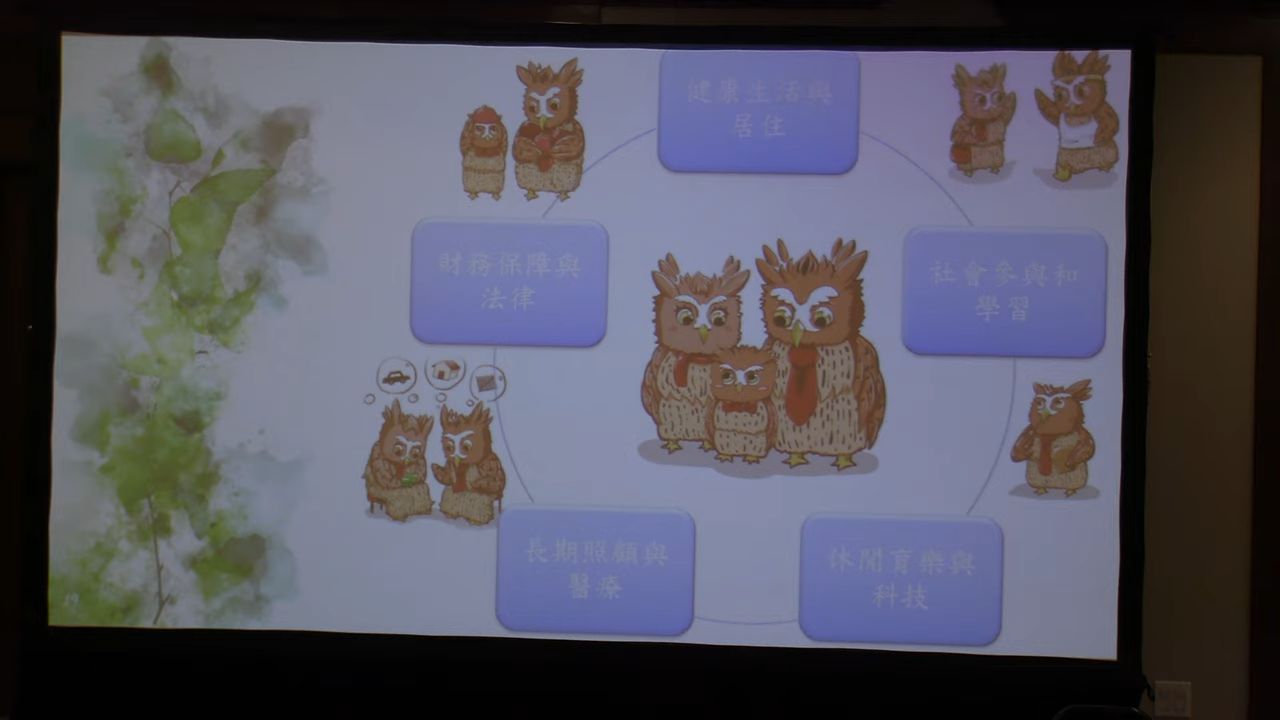 健康生活與
居住
財務保障與
法律
社會參與和
學習
長期照顧與
醫療
休閒育樂與
科技